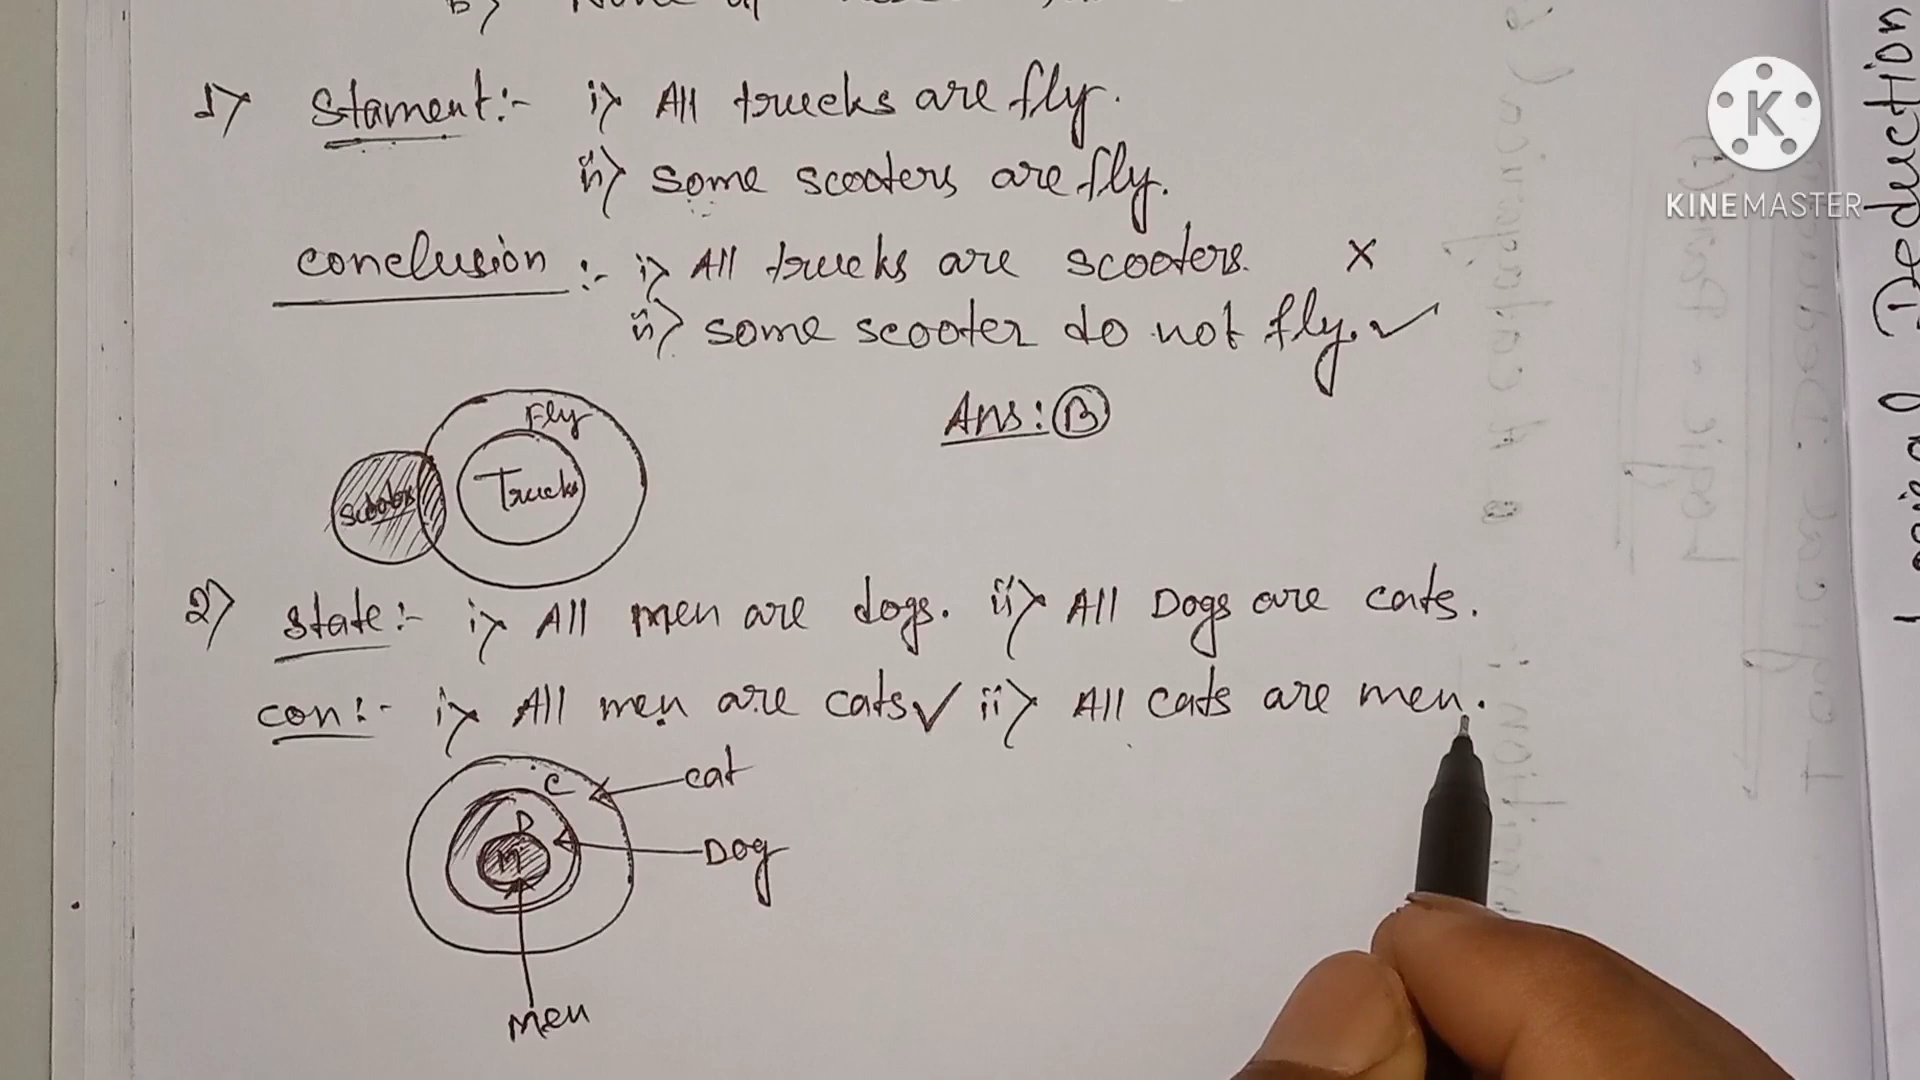 1) Stament:- i) All trucks are fly.
ii) some scooters are fly.
conclusion :- i) All trucks are scooters. x
ii) some scooter do not fly. ✓
Ans: B
Fly
Trucks
scooters
2) state:- i) All men are dogs. ii) All Dogs are cats.
con:- i) All men are cats ✓ ii) All cats are men.
C
cat
D
Dog
M
men
K
KINEMASTER
Deduction